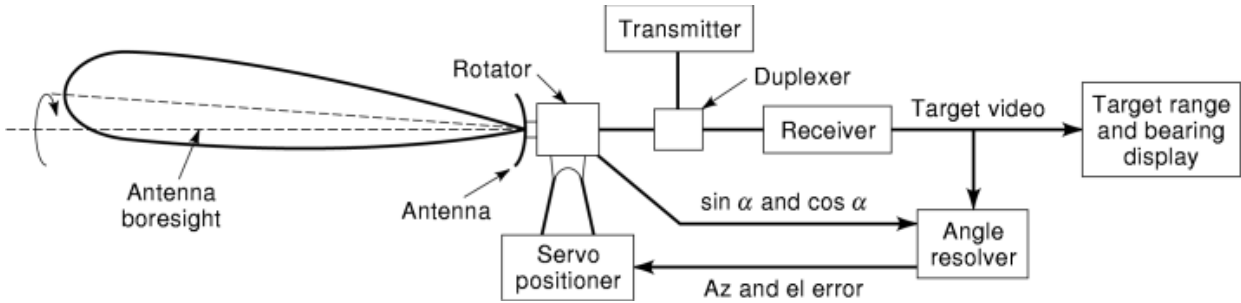 Transmitter
Rotator
Duplexer
Target video
Target range
and bearing
display
Receiver
Antenna
boresight
Antenna
sin α and cos α
Servo
positioner
Angle
resolver
Az and el error